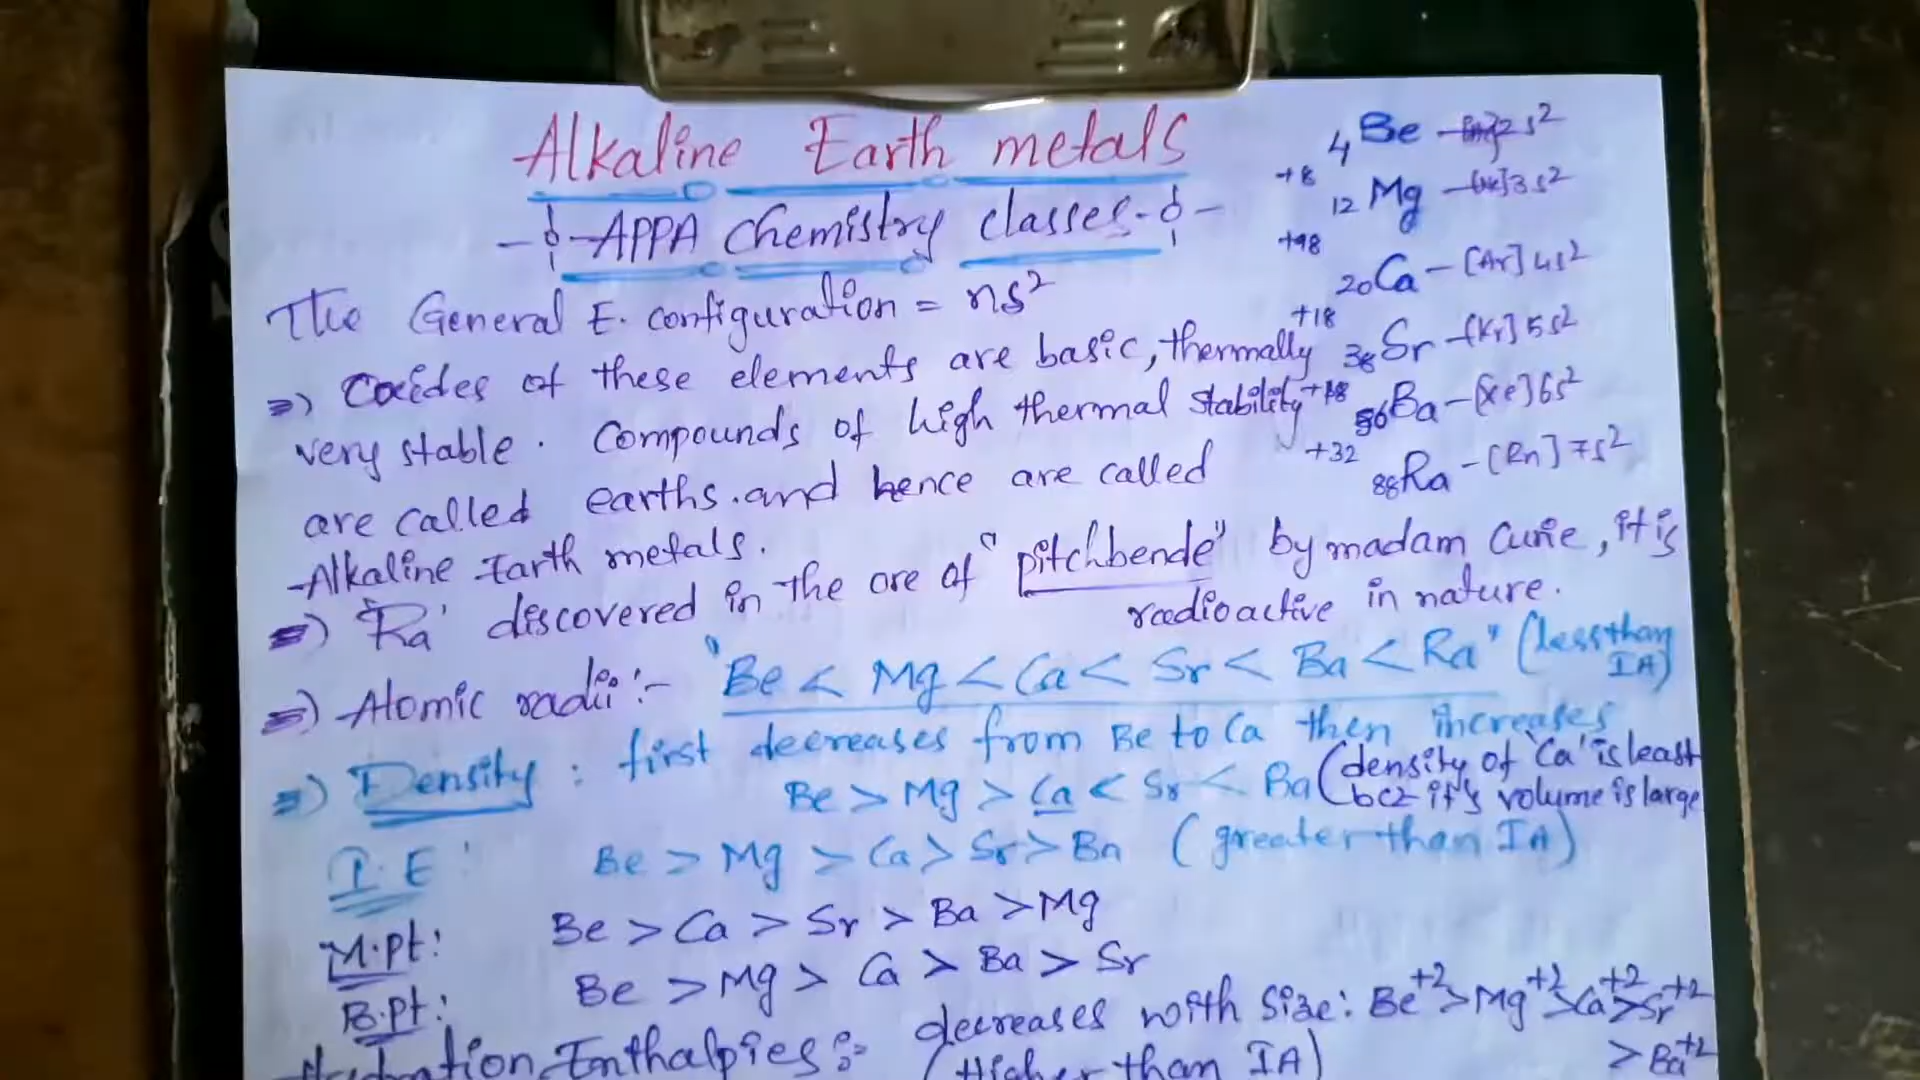 Alkaline Earth metals
-APPA Chemistry classes-
The General E. configuration = ns²
=) Oxides of these elements are basic, thermally
very stable. Compounds of high thermal stability
are called earths. and hence are called
Alkaline Earth metals.
=) 'Ra' discovered in the ore of "pitchbende" by madam Curie, it is
radioactive in nature.
=) Atomic radii:- "Be < Mg < Ca < Sr < Ba < Ra" (less than
IA)
=) Density: first decreases from Be to Ca then increases
Be > Mg > Ca < Sr < Ba (density of 'Ca' is least
bcz it's volume is large
I.E: Be > Mg > Ca > Sr > Ba (greater than IA)
M.pt: Be > Ca > Sr > Ba > Mg
B.pt: Be > Mg > Ca > Ba > Sr
Hydration Enthalpies:- decreases with size: Be+2 > Mg+2 > Ca+2 > Sr+2
> Ba+2
(Higher than IA)
4Be - 2s²
+8
12Mg - 3s²
20Ca - [Ar] 4s²
+18
38Sr - [Kr] 5s²
+18
56Ba - [Xe] 6s²
+32
88Ra - [Rn] 7s²